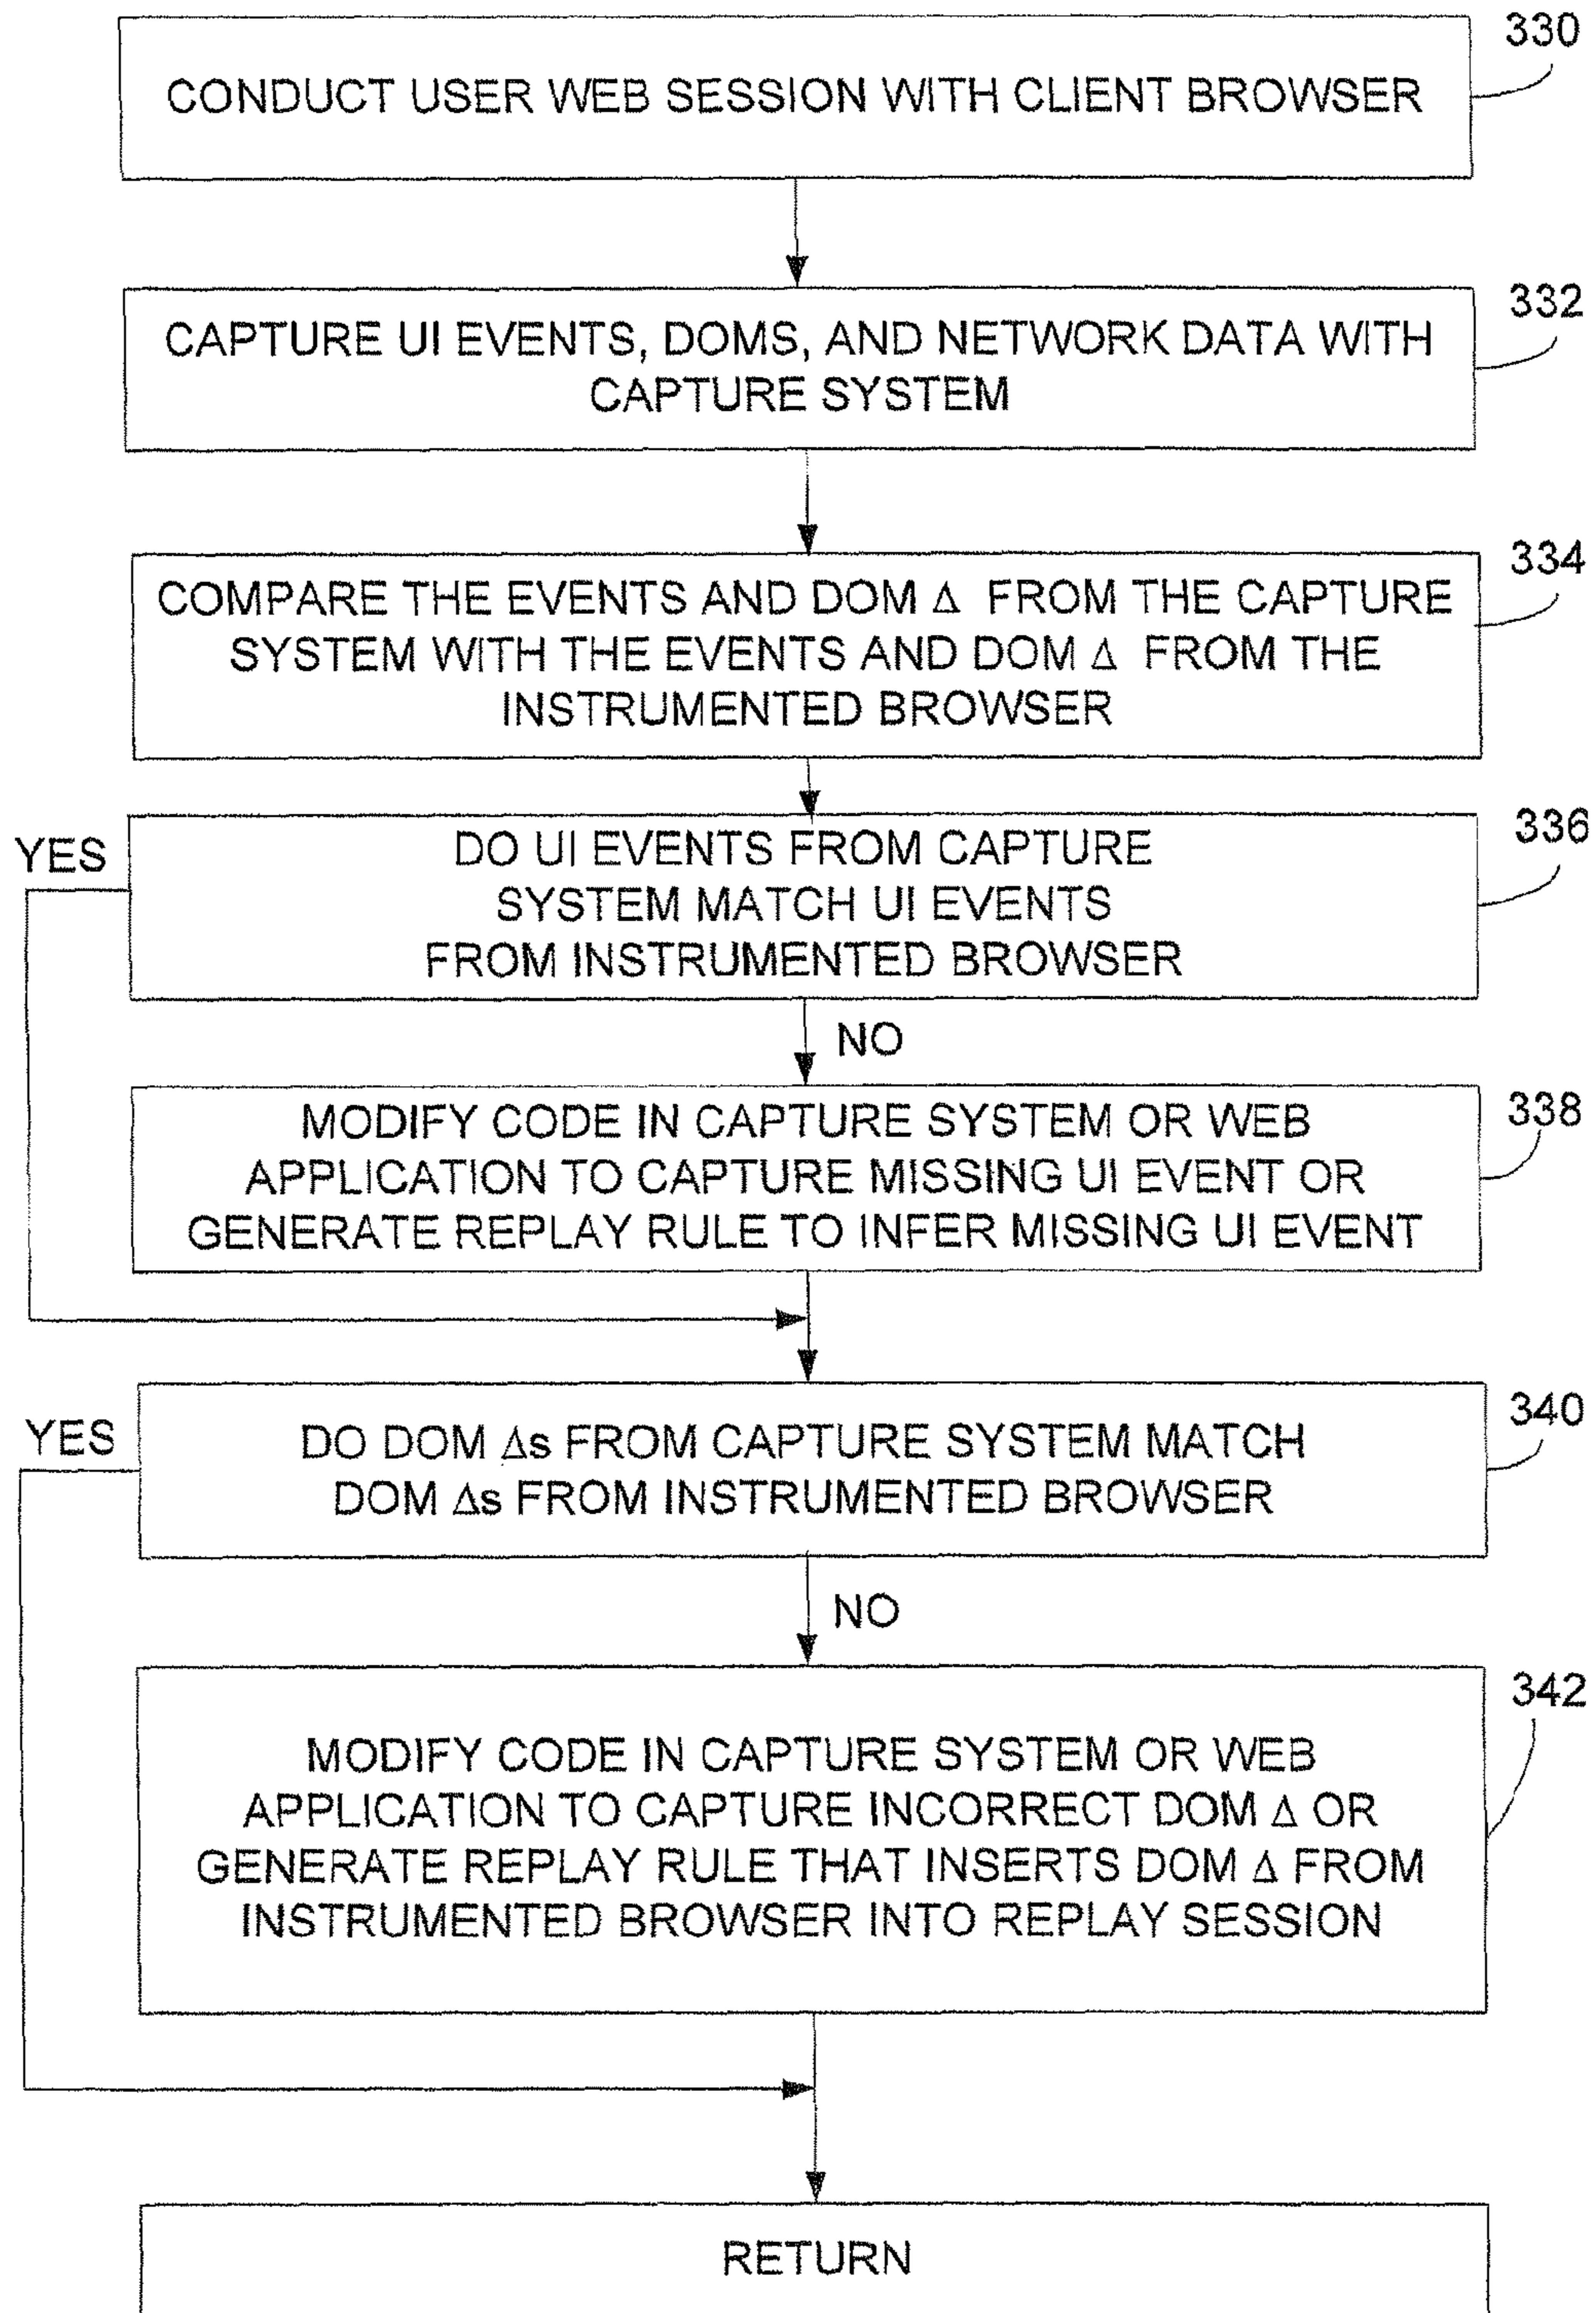 330
CONDUCT USER WEB SESSION WITH CLIENT BROWSER
332
CAPTURE UI EVENTS, DOMS, AND NETWORK DATA WITH
CAPTURE SYSTEM
334
COMPARE THE EVENTS AND DOM Δ FROM THE CAPTURE
SYSTEM WITH THE EVENTS AND DOM Δ FROM THE
INSTRUMENTED BROWSER
336
YES
DO UI EVENTS FROM CAPTURE
SYSTEM MATCH UI EVENTS
FROM INSTRUMENTED BROWSER
NO
338
MODIFY CODE IN CAPTURE SYSTEM OR WEB
APPLICATION TO CAPTURE MISSING UI EVENT OR
GENERATE REPLAY RULE TO INFER MISSING UI EVENT
340
YES
DO DOM Δs FROM CAPTURE SYSTEM MATCH
DOM Δs FROM INSTRUMENTED BROWSER
NO
342
MODIFY CODE IN CAPTURE SYSTEM OR WEB
APPLICATION TO CAPTURE INCORRECT DOM Δ OR
GENERATE REPLAY RULE THAT INSERTS DOM Δ FROM
INSTRUMENTED BROWSER INTO REPLAY SESSION
RETURN